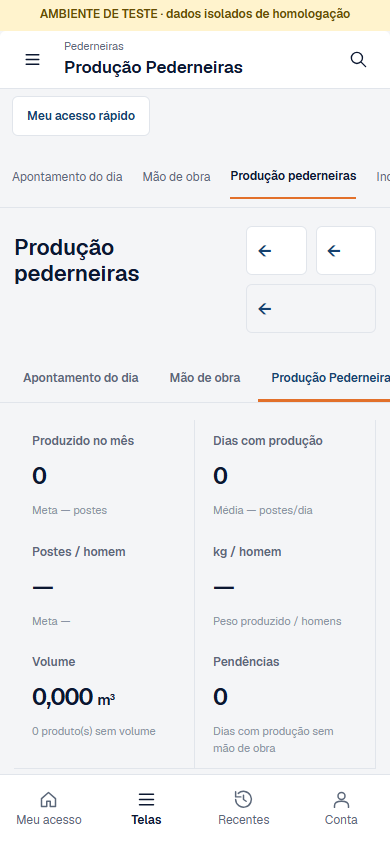 AMBIENTE DE TESTE · dados isolados de homologação
Pederneiras
Produção Pederneiras
Meu acesso rápido
Apontamento do dia Mão de obra Produção pederneiras Ind
Produção
pederneiras
Apontamento do dia Mão de obra Produção Pederneira
Produzido no mês Dias com produção
0 0
Meta — postes Média — postes/dia
Postes / homem kg / homem
— —
Meta — Peso produzido / homens
Volume Pendências
0,000 m³ 0
0 produto(s) sem volume Dias com produção sem
mão de obra
Meu acesso Telas Recentes Conta